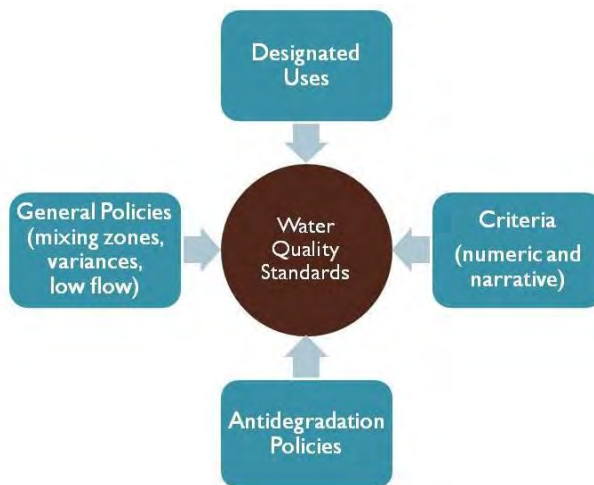 Designated
Uses
General Policies
(mixing zones,
variances,
low flow)
Water
Quality
Standards
Criteria
(numeric and
narrative)
Antidegradation
Policies